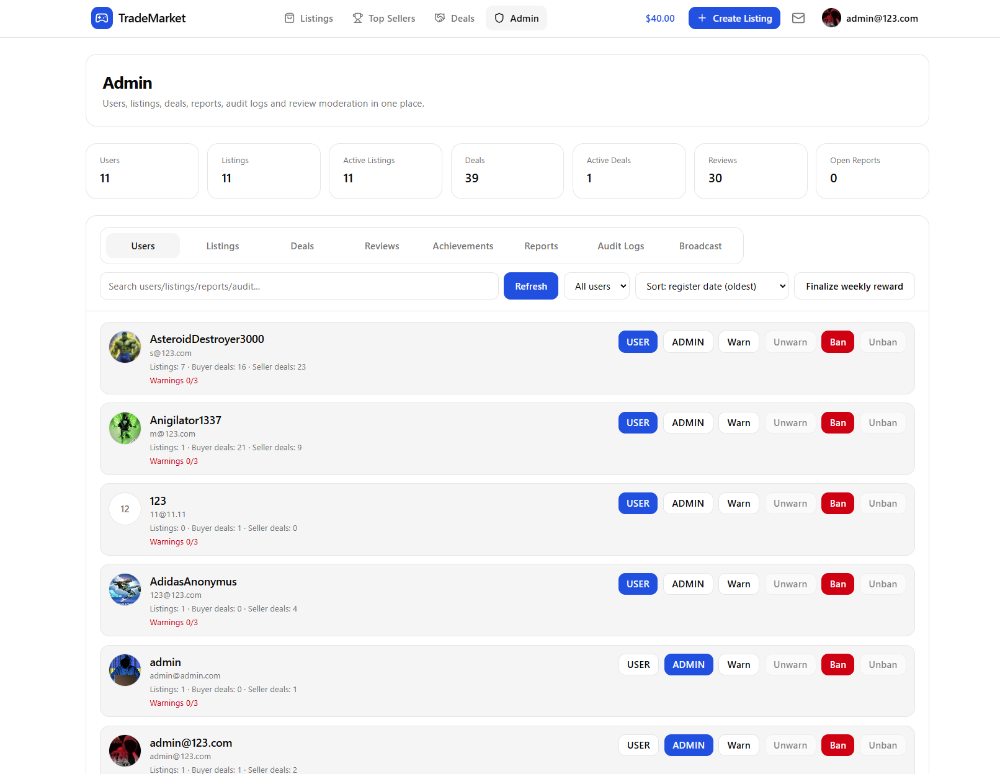 TradeMarket
Listings
Top Sellers
Deals
Admin
$40.00
Create Listing
admin@123.com
Admin
Users, listings, deals, reports, audit logs and review moderation in one place.
Users
11
Listings
11
Active Listings
11
Deals
39
Active Deals
1
Reviews
30
Open Reports
0
Users Listings Deals Reviews Achievements Reports Audit Logs Broadcast
Search users/listings/reports/audit... Refresh All users Sort: register date (oldest) Finalize weekly reward
AsteroidDestroyer3000
s@123.com
Listings: 7 · Buyer deals: 16 · Seller deals: 23
Warnings 0/3
USER ADMIN Warn Unwarn Ban Unban
Anigilator1337
m@123.com
Listings: 1 · Buyer deals: 21 · Seller deals: 9
Warnings 0/3
USER ADMIN Warn Unwarn Ban Unban
12
123
11@11.11
Listings: 0 · Buyer deals: 1 · Seller deals: 0
Warnings 0/3
USER ADMIN Warn Unwarn Ban Unban
AdidasAnonymus
123@123.com
Listings: 1 · Buyer deals: 0 · Seller deals: 4
Warnings 0/3
USER ADMIN Warn Unwarn Ban Unban
admin
admin@admin.com
Listings: 1 · Buyer deals: 0 · Seller deals: 1
Warnings 0/3
USER ADMIN Warn Unwarn Ban Unban
admin@123.com
admin@123.com
Listings: 1 · Buyer deals: 1 · Seller deals: 2
USER ADMIN Warn Unwarn Ban Unban